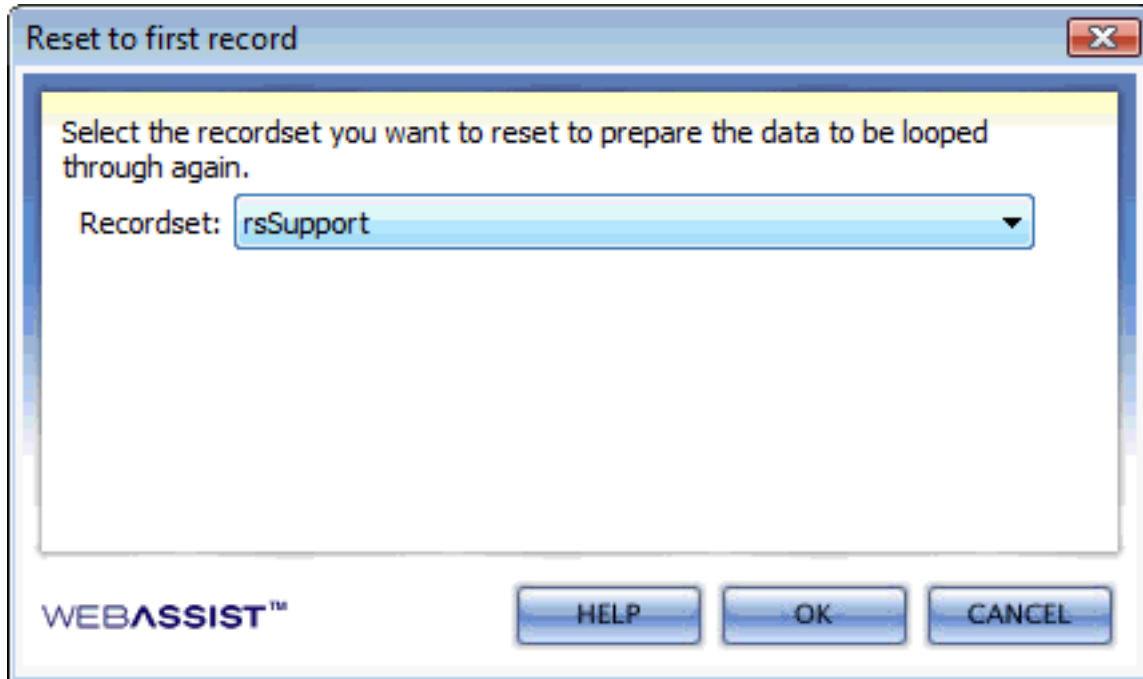 Reset to first record
Select the recordset you want to reset to prepare the data to be looped
through again.
Recordset: rsSupport
WEBASSIST™ HELP OK CANCEL